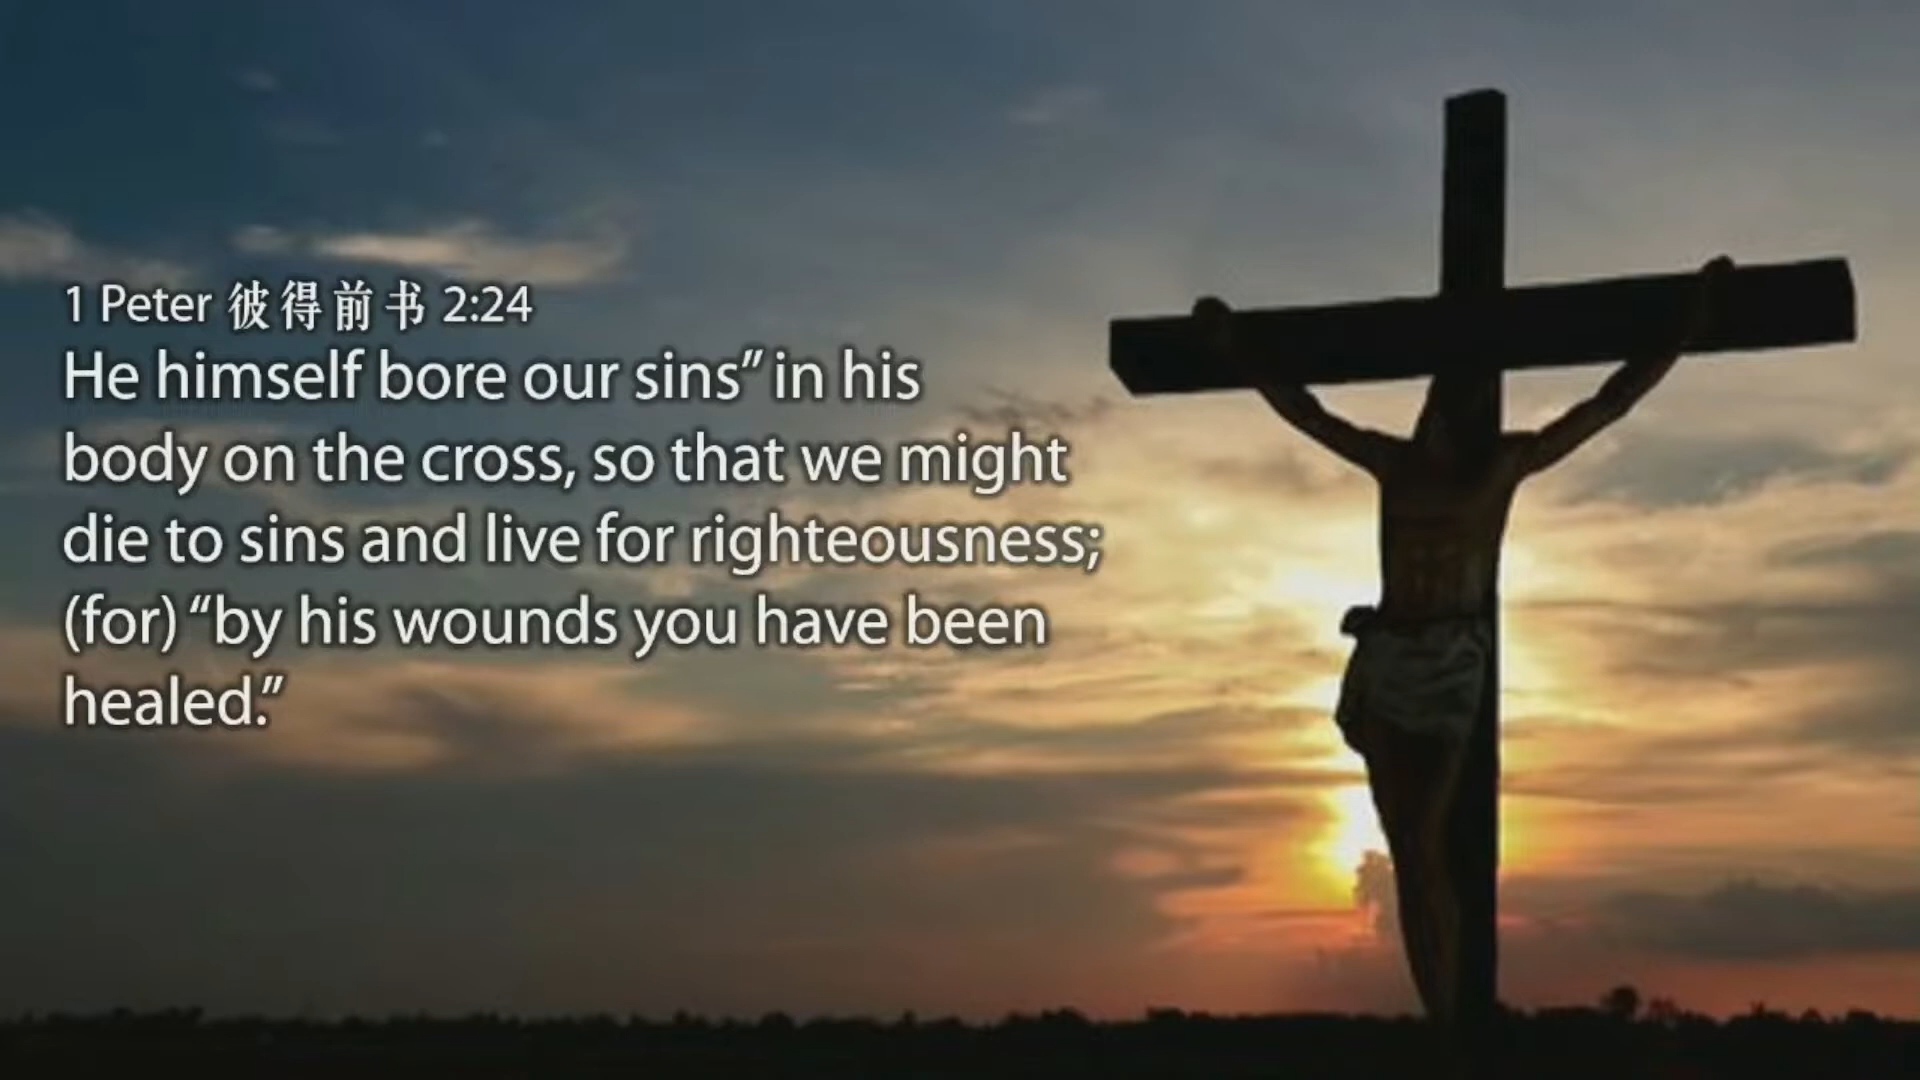 1 Peter 彼得前书 2:24
He himself bore our sins” in his
body on the cross, so that we might
die to sins and live for righteousness;
(for) “by his wounds you have been
healed.”